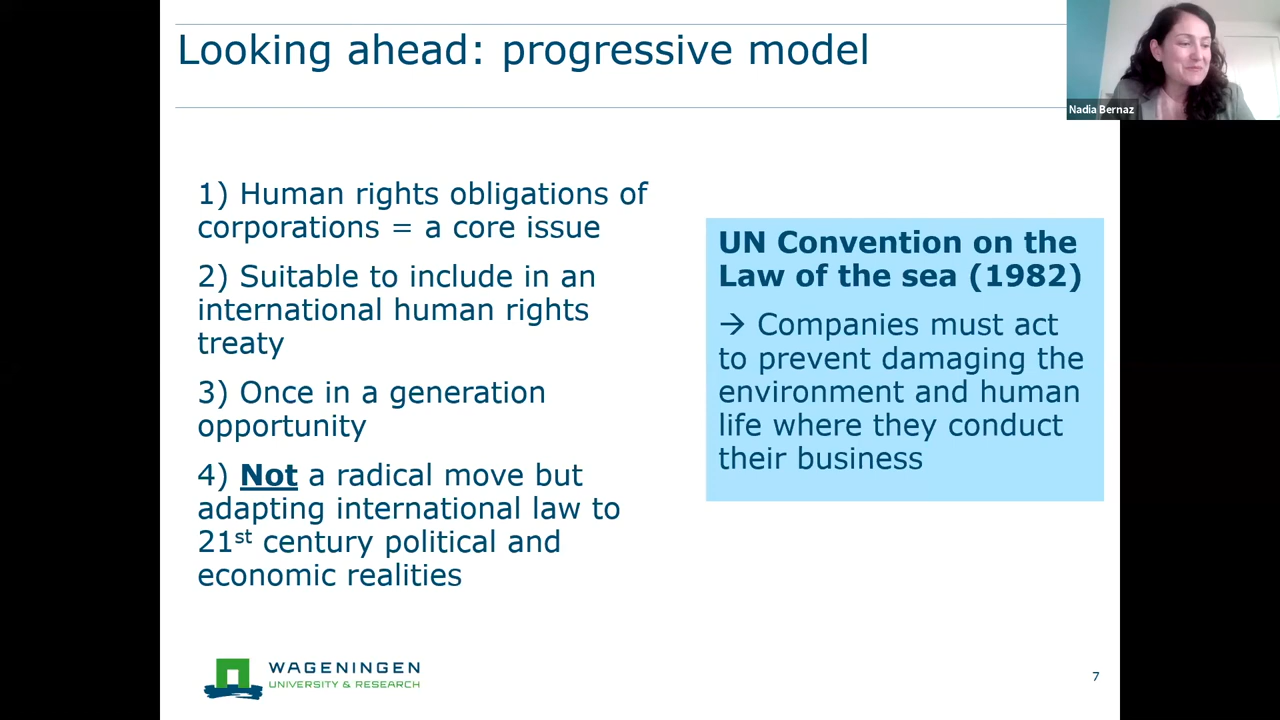 Looking ahead: progressive model
Nadia Bernaz
1) Human rights obligations of
corporations = a core issue
2) Suitable to include in an
international human rights
treaty
3) Once in a generation
opportunity
4) Not a radical move but
adapting international law to
21st century political and
economic realities
UN Convention on the
Law of the sea (1982)
→ Companies must act
to prevent damaging the
environment and human
life where they conduct
their business
WAGENINGEN
UNIVERSITY & RESEARCH
7